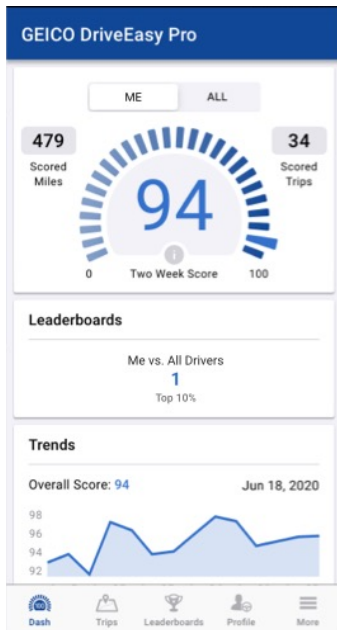 GEICO DriveEasy Pro
ME ALL
479
Scored
Miles
34
Scored
Trips
94
0 Two Week Score 100
Leaderboards
Me vs. All Drivers
1
Top 10%
Trends
Overall Score: 94 Jun 18, 2020
98
96
94
92
100
Dash Trips Leaderboards Profile More